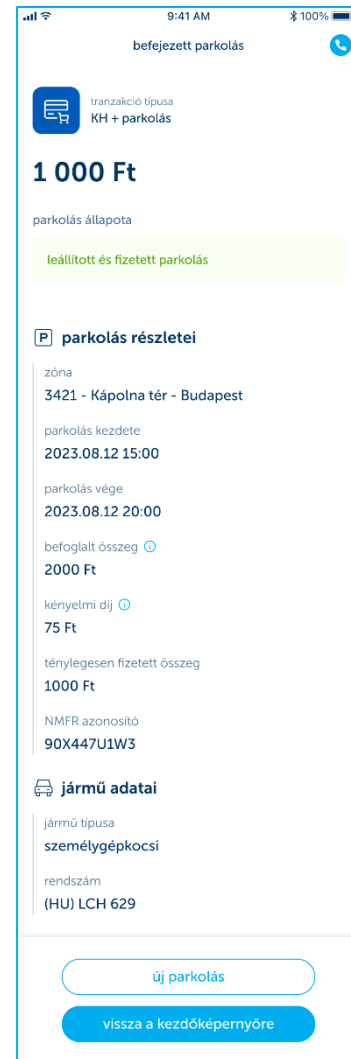 9:41 AM
100%
befejezett parkolás
tranzakció típusa
KH + parkolás
1 000 Ft
parkolás állapota
leállított és fizetett parkolás
P parkolás részletei
zóna
3421 - Kápolna tér - Budapest
parkolás kezdete
2023.08.12 15:00
parkolás vége
2023.08.12 20:00
befoglalt összeg
2000 Ft
kényelmi díj
75 Ft
ténylegesen fizetett összeg
1000 Ft
NMFR azonosító
90X447U1W3
jármű adatai
jármű típusa
személygépkocsi
rendszám
(HU) LCH 629
új parkolás
vissza a kezdőképernyőre